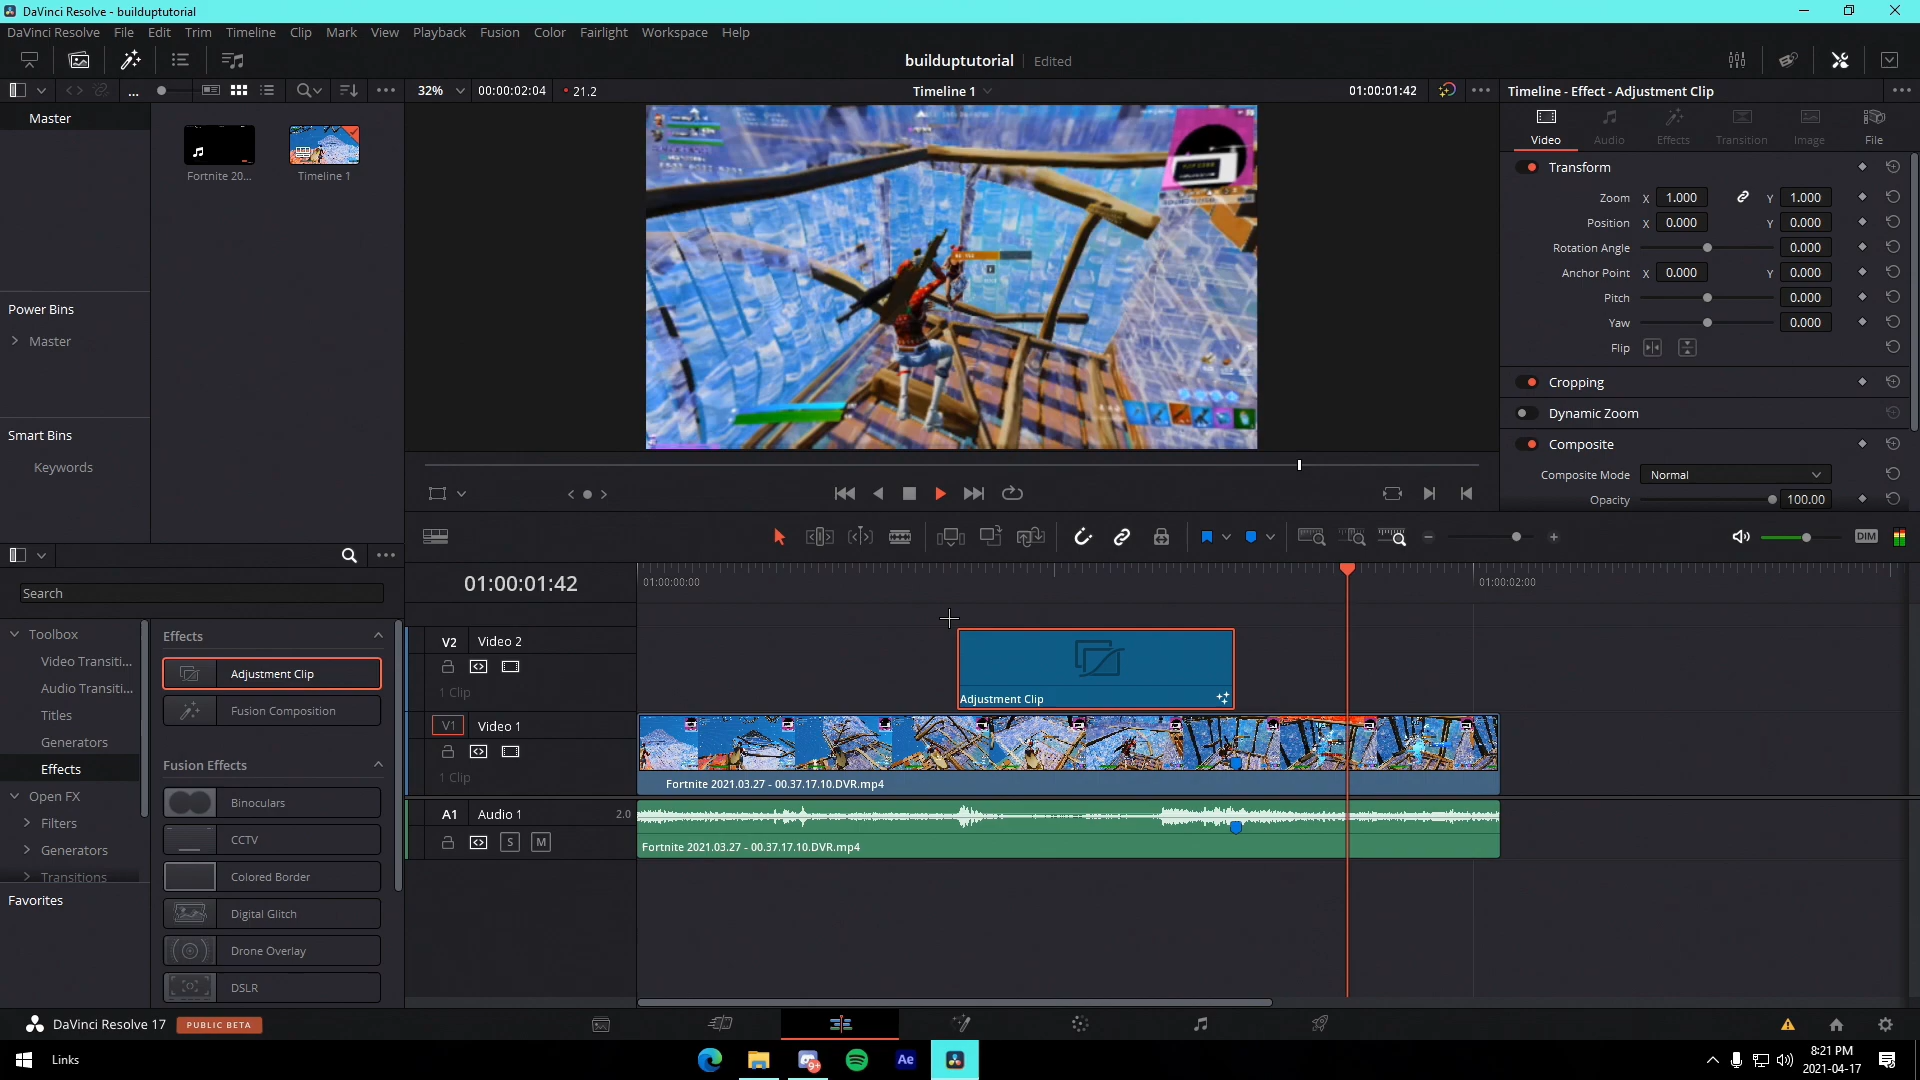 DaVinci Resolve - builduptutorial
DaVinci Resolve File Edit Trim Timeline Clip Mark View Playback Fusion Color Fairlight Workspace Help
builduptutorial Edited
32% 00:00:02:04 21.2 Timeline 1 01:00:01:42 Timeline - Effect - Adjustment Clip
Master
Fortnite 20... Timeline 1
Video Audio Effects Transition Image File
Transform
Zoom X 1.000 Y 1.000
Position X 0.000 Y 0.000
Rotation Angle 0.000
Anchor Point X 0.000 Y 0.000
Pitch 0.000
Yaw 0.000
Flip
Cropping
Dynamic Zoom
Composite
Composite Mode Normal
Opacity 100.00
Power Bins
Master
Smart Bins
Keywords
DIM
Search
Toolbox
Video Transiti...
Audio Transiti...
Titles
Generators
Effects
Open FX
Filters
Generators
Transitions
Favorites
Effects
Adjustment Clip
Fusion Composition
Fusion Effects
Binoculars
CCTV
Colored Border
Digital Glitch
Drone Overlay
DSLR
01:00:01:42
01:00:00:00 01:00:02:00
V2 Video 2
1 Clip
Adjustment Clip
V1 Video 1
1 Clip
Fortnite 2021.03.27 - 00.37.17.10.DVR.mp4
A1 Audio 1 2.0
S M
Fortnite 2021.03.27 - 00.37.17.10.DVR.mp4
DaVinci Resolve 17 PUBLIC BETA
Links
9+
Ae
8:21 PM
2021-04-17